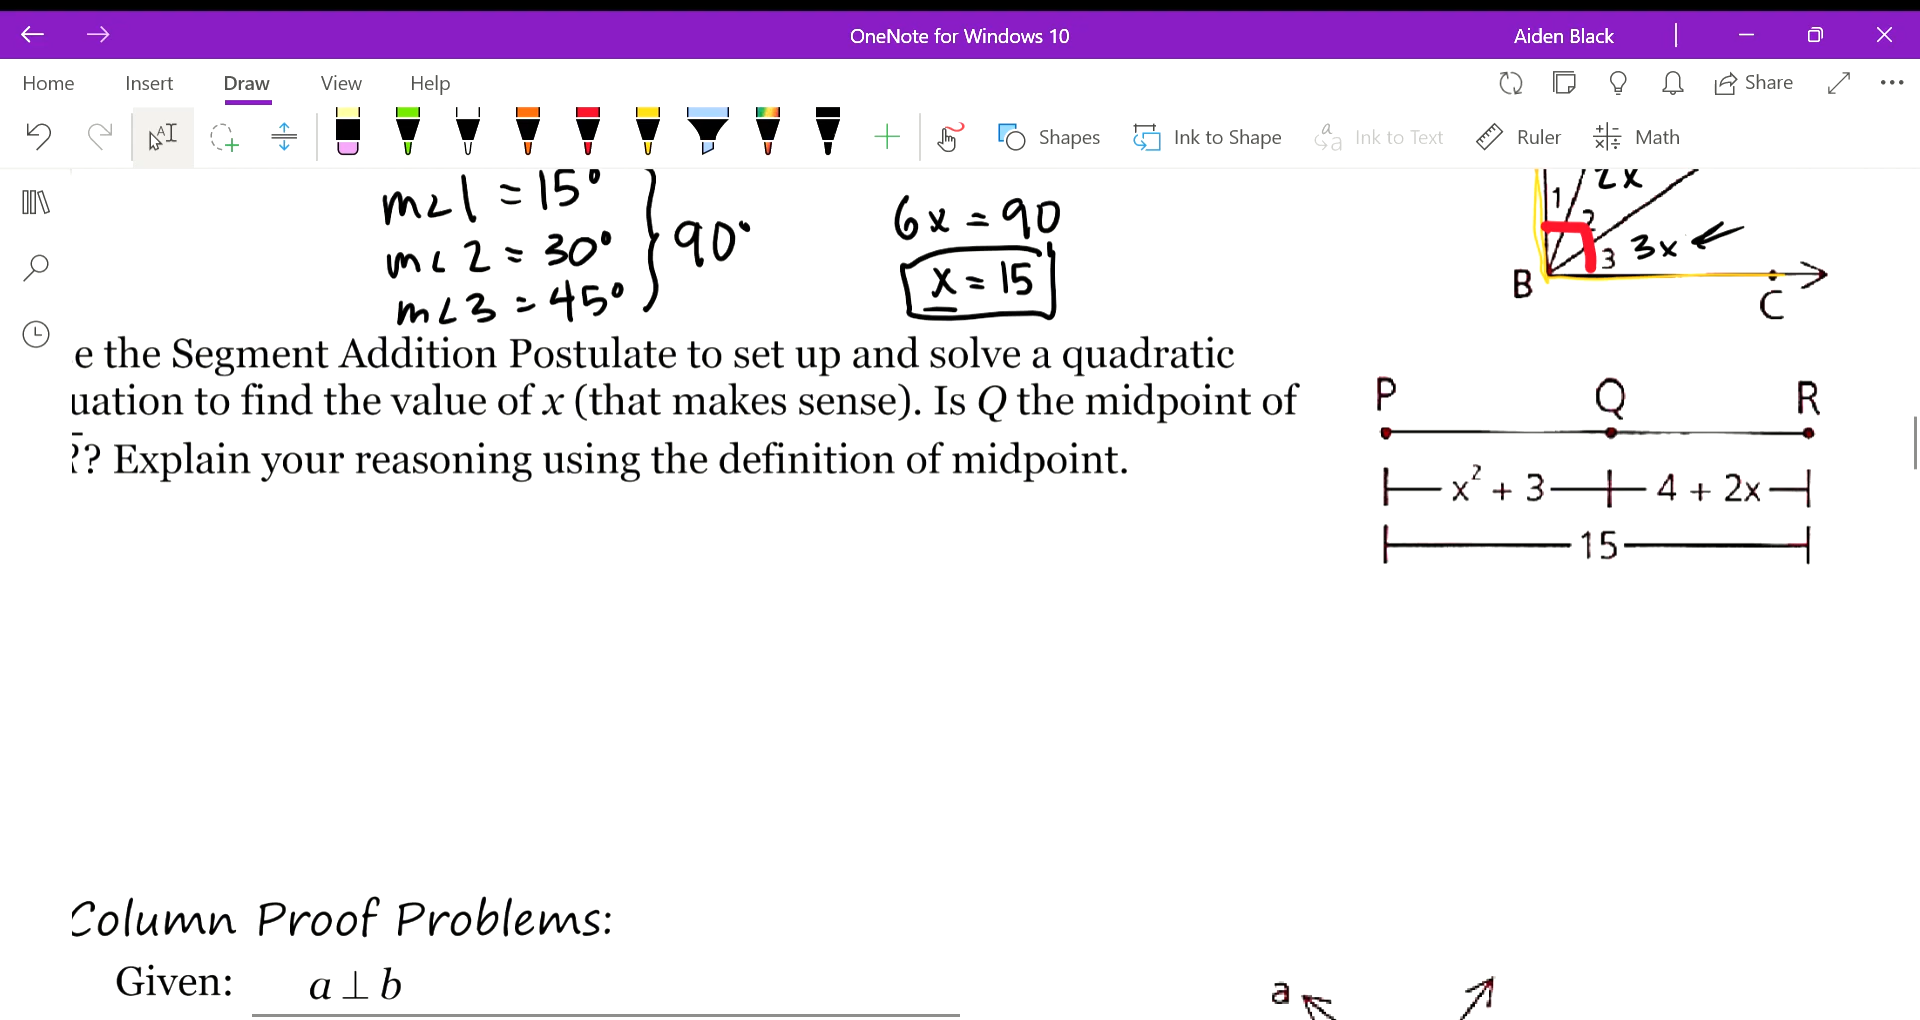 OneNote for Windows 10
Aiden Black
Home Insert Draw View Help
Share
Shapes Ink to Shape Ink to Text Ruler Math
m∠1 = 15°
m∠2 = 30°
m∠3 = 45°
90°
6x = 90
x = 15
2x
1
2
3 3x
B
C
e the Segment Addition Postulate to set up and solve a quadratic
uation to find the value of x (that makes sense). Is Q the midpoint of
? Explain your reasoning using the definition of midpoint.
P Q R
x² + 3 4 + 2x
15
Column Proof Problems:
Given: a ⊥ b
a